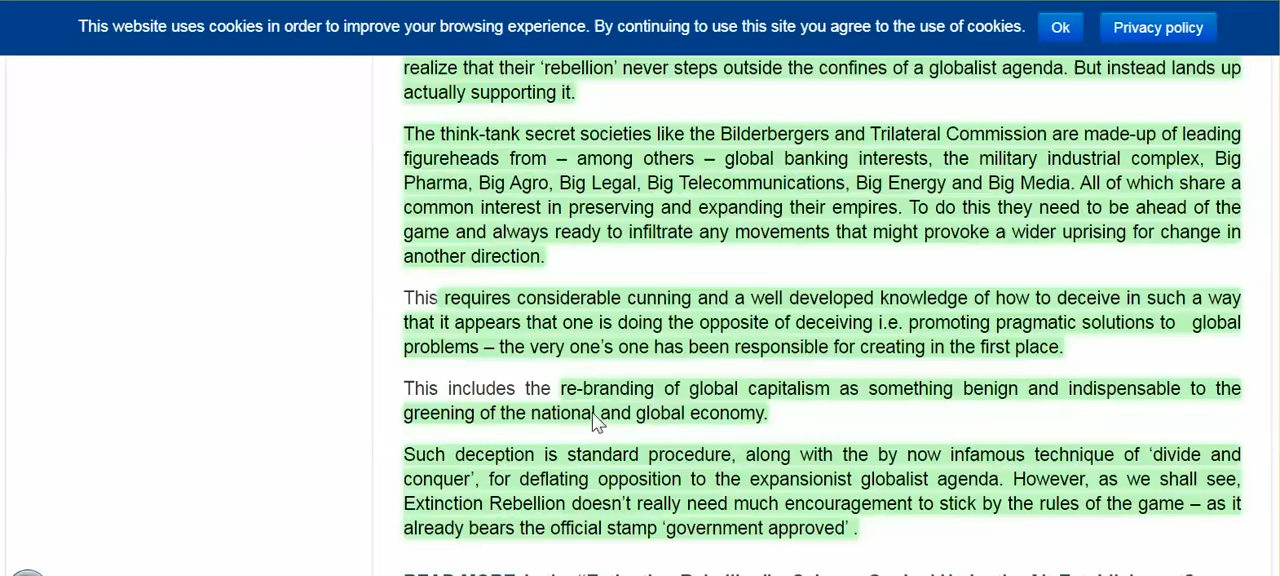 This website uses cookies in order to improve your browsing experience. By continuing to use this site you agree to the use of cookies. Ok Privacy policy
realize that their ‘rebellion’ never steps outside the confines of a globalist agenda. But instead lands up
actually supporting it.
The think-tank secret societies like the Bilderbergers and Trilateral Commission are made-up of leading
figureheads from – among others – global banking interests, the military industrial complex, Big
Pharma, Big Agro, Big Legal, Big Telecommunications, Big Energy and Big Media. All of which share a
common interest in preserving and expanding their empires. To do this they need to be ahead of the
game and always ready to infiltrate any movements that might provoke a wider uprising for change in
another direction.
This requires considerable cunning and a well developed knowledge of how to deceive in such a way
that it appears that one is doing the opposite of deceiving i.e. promoting pragmatic solutions to global
problems – the very one’s one has been responsible for creating in the first place.
This includes the re-branding of global capitalism as something benign and indispensable to the
greening of the national and global economy.
Such deception is standard procedure, along with the by now infamous technique of ‘divide and
conquer’, for deflating opposition to the expansionist globalist agenda. However, as we shall see,
Extinction Rebellion doesn’t really need much encouragement to stick by the rules of the game – as it
already bears the official stamp ‘government approved’ .